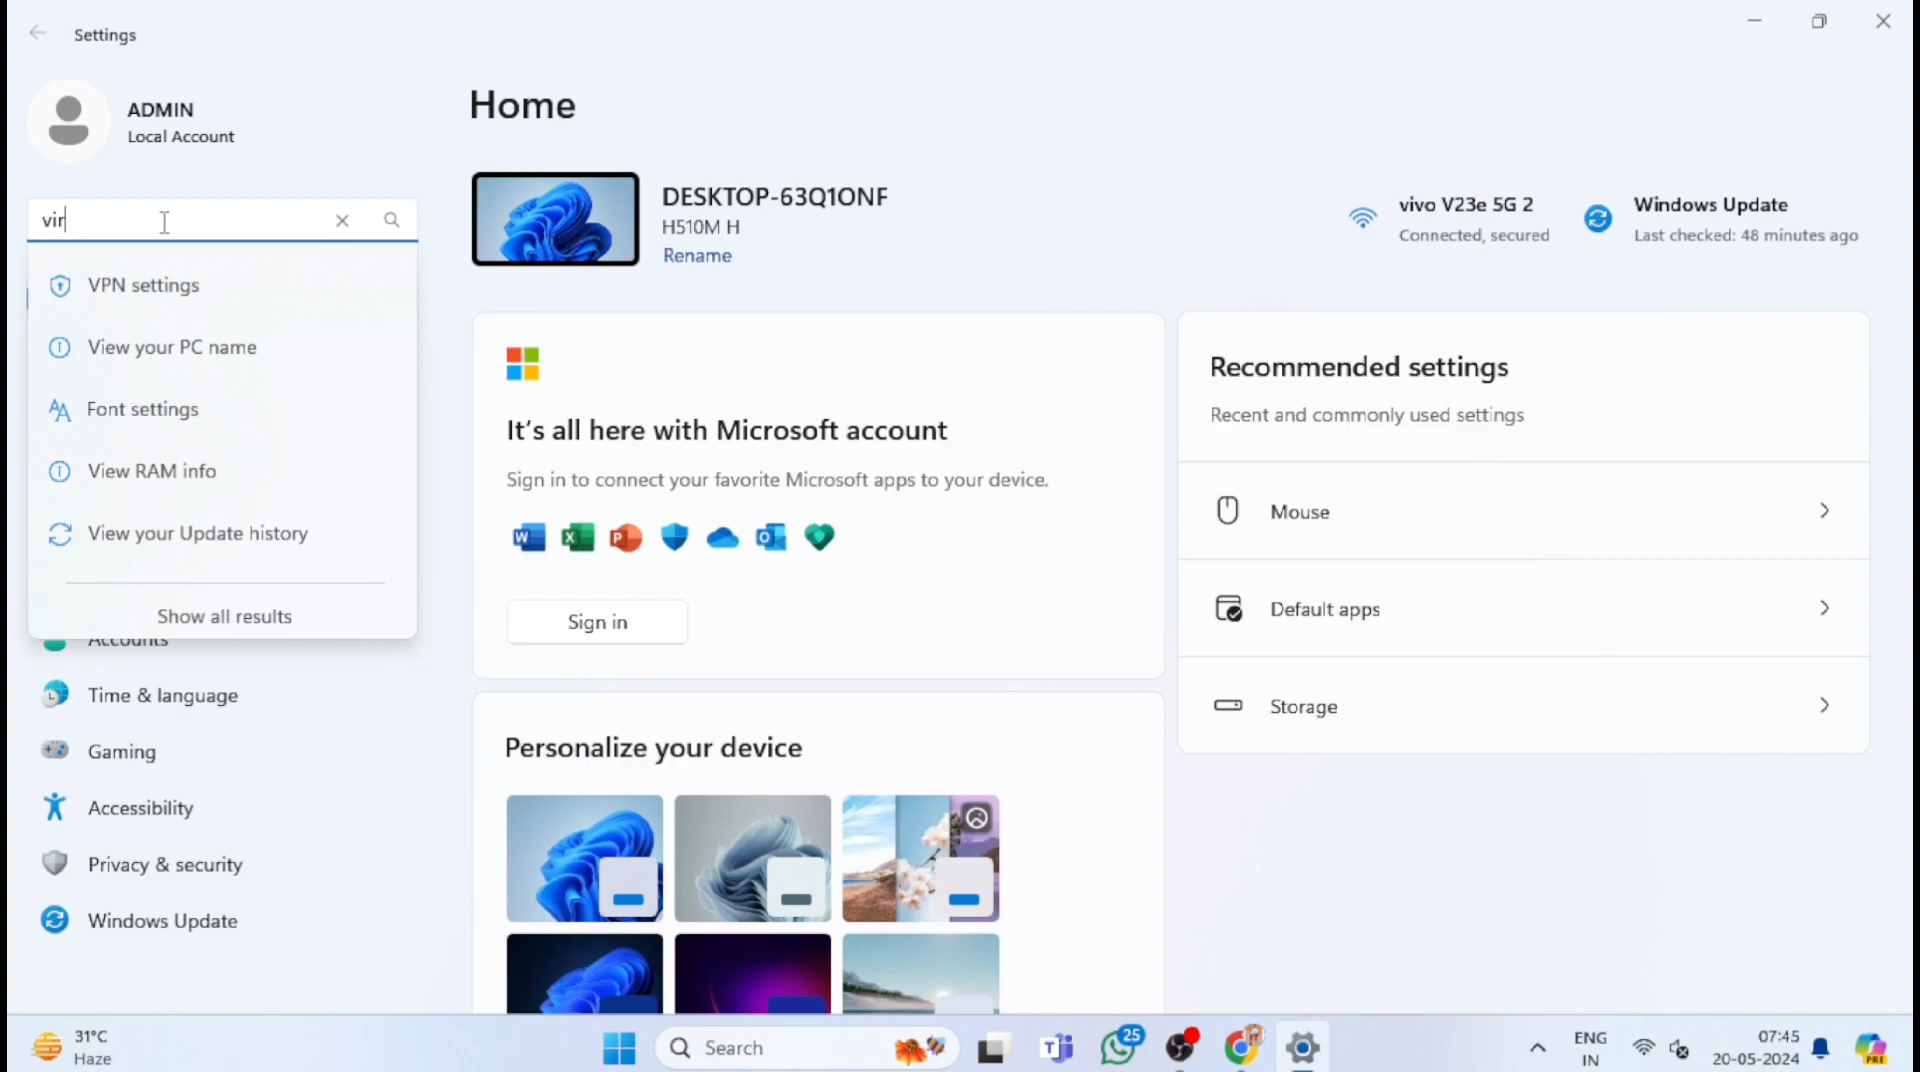 Settings
ADMIN
Local Account
vir
VPN settings
View your PC name
Font settings
View RAM info
View your Update history
Show all results
Accounts
Time & language
Gaming
Accessibility
Privacy & security
Windows Update
Home
DESKTOP-63Q1ONF
H510M H
Rename
vivo V23e 5G 2
Connected, secured
Windows Update
Last checked: 48 minutes ago
It's all here with Microsoft account
Sign in to connect your favorite Microsoft apps to your device.
Sign in
Recommended settings
Recent and commonly used settings
Mouse
Default apps
Storage
Personalize your device
31°C
Haze
Search
25
ENG
IN
07:45
20-05-2024
PRE